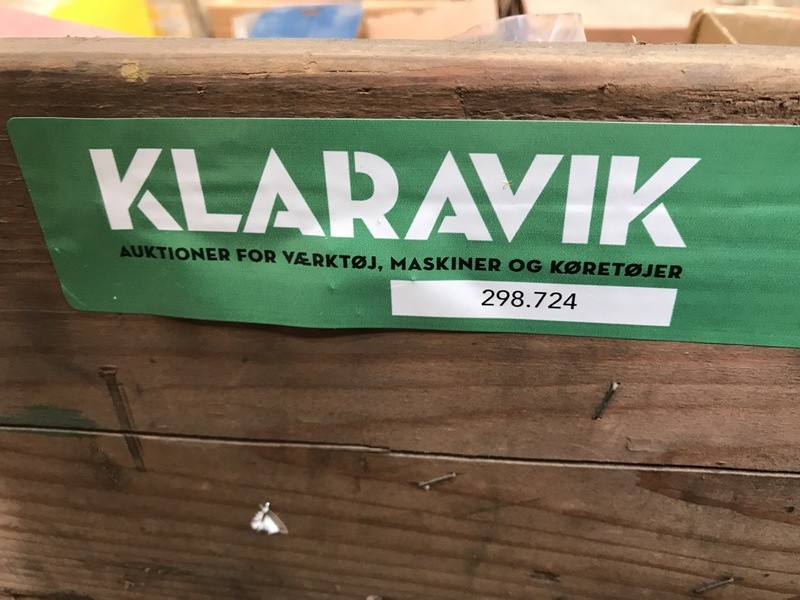 KLARAVIK
AUKTIONER FOR VÆRKTØJ, MASKINER OG KØRETØJER
298.724